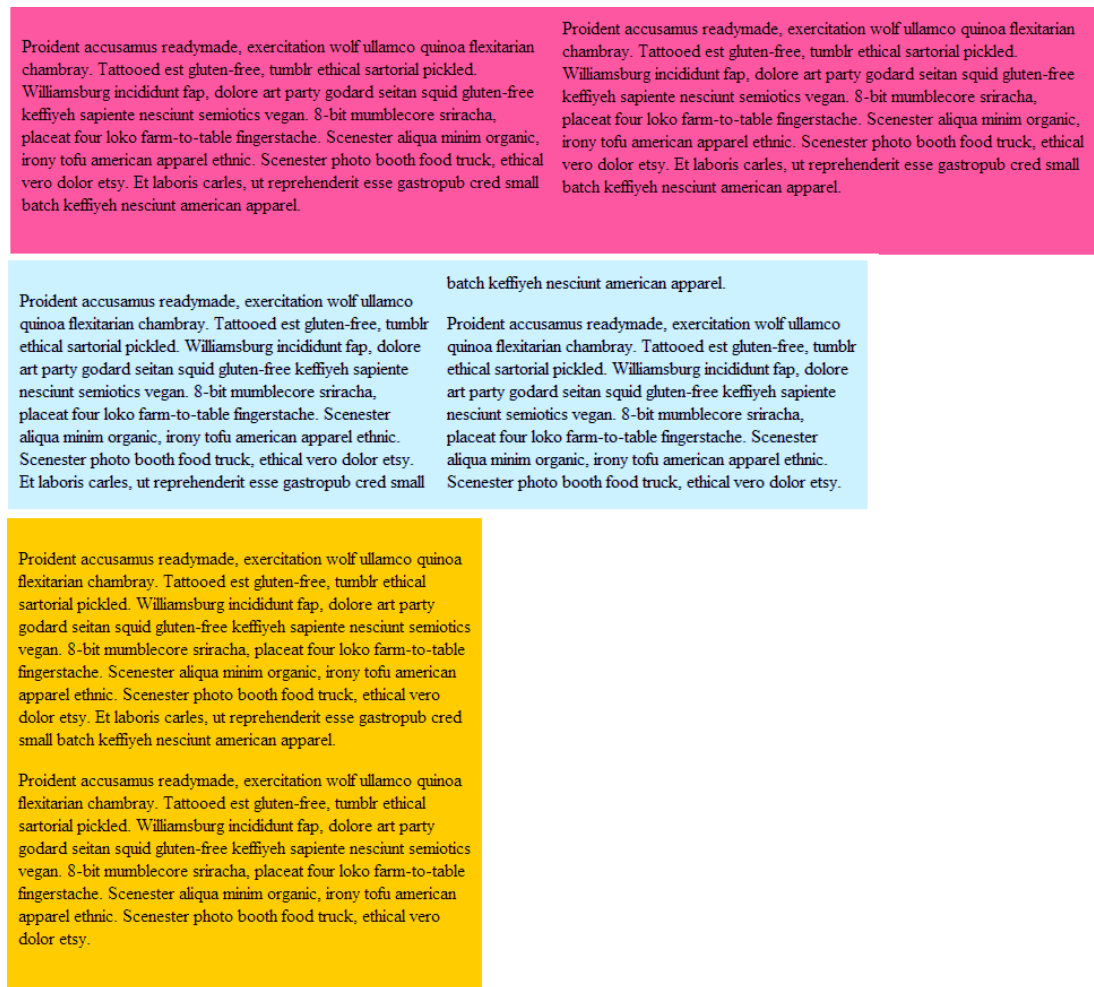 Proident accusamus readymade, exercitation wolf ullamco quinoa flexitarian
chambray. Tattooed est gluten-free, tumblr ethical sartorial pickled.
Williamsburg incididunt fap, dolore art party godard seitan squid gluten-free
keffiyeh sapiente nesciunt semiotics vegan. 8-bit mumblecore sriracha,
placeat four loko farm-to-table fingerstache. Scenester aliqua minim organic,
irony tofu american apparel ethnic. Scenester photo booth food truck, ethical
vero dolor etsy. Et laboris carles, ut reprehenderit esse gastropub cred small
batch keffiyeh nesciunt american apparel.
Proident accusamus readymade, exercitation wolf ullamco quinoa flexitarian
chambray. Tattooed est gluten-free, tumblr ethical sartorial pickled.
Williamsburg incididunt fap, dolore art party godard seitan squid gluten-free
keffiyeh sapiente nesciunt semiotics vegan. 8-bit mumblecore sriracha,
placeat four loko farm-to-table fingerstache. Scenester aliqua minim organic,
irony tofu american apparel ethnic. Scenester photo booth food truck, ethical
vero dolor etsy. Et laboris carles, ut reprehenderit esse gastropub cred small
batch keffiyeh nesciunt american apparel.
Proident accusamus readymade, exercitation wolf ullamco
quinoa flexitarian chambray. Tattooed est gluten-free, tumblr
ethical sartorial pickled. Williamsburg incididunt fap, dolore
art party godard seitan squid gluten-free keffiyeh sapiente
nesciunt semiotics vegan. 8-bit mumblecore sriracha,
placeat four loko farm-to-table fingerstache. Scenester
aliqua minim organic, irony tofu american apparel ethnic.
Scenester photo booth food truck, ethical vero dolor etsy.
Et laboris carles, ut reprehenderit esse gastropub cred small
batch keffiyeh nesciunt american apparel.
Proident accusamus readymade, exercitation wolf ullamco
quinoa flexitarian chambray. Tattooed est gluten-free, tumblr
ethical sartorial pickled. Williamsburg incididunt fap, dolore
art party godard seitan squid gluten-free keffiyeh sapiente
nesciunt semiotics vegan. 8-bit mumblecore sriracha,
placeat four loko farm-to-table fingerstache. Scenester
aliqua minim organic, irony tofu american apparel ethnic.
Scenester photo booth food truck, ethical vero dolor etsy.
Proident accusamus readymade, exercitation wolf ullamco quinoa
flexitarian chambray. Tattooed est gluten-free, tumblr ethical
sartorial pickled. Williamsburg incididunt fap, dolore art party
godard seitan squid gluten-free keffiyeh sapiente nesciunt semiotics
vegan. 8-bit mumblecore sriracha, placeat four loko farm-to-table
fingerstache. Scenester aliqua minim organic, irony tofu american
apparel ethnic. Scenester photo booth food truck, ethical vero
dolor etsy. Et laboris carles, ut reprehenderit esse gastropub cred
small batch keffiyeh nesciunt american apparel.
Proident accusamus readymade, exercitation wolf ullamco quinoa
flexitarian chambray. Tattooed est gluten-free, tumblr ethical
sartorial pickled. Williamsburg incididunt fap, dolore art party
godard seitan squid gluten-free keffiyeh sapiente nesciunt semiotics
vegan. 8-bit mumblecore sriracha, placeat four loko farm-to-table
fingerstache. Scenester aliqua minim organic, irony tofu american
apparel ethnic. Scenester photo booth food truck, ethical vero
dolor etsy.